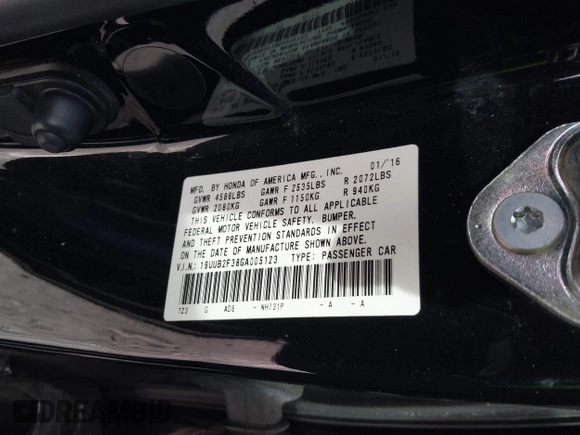 MFD. BY HONDA OF AMERICA MFG., INC. 01/'16
GVWR 4586LBS GAWR F 2535LBS R 2072LBS
GVWR 2080KG GAWR F 1150KG R 940KG
THIS VEHICLE CONFORMS TO ALL APPLICABLE
FEDERAL MOTOR VEHICLE SAFETY, BUMPER,
AND THEFT PREVENTION STANDARDS IN EFFECT
ON THE DATE OF MANUFACTURE SHOWN ABOVE.
V.I.N.: 19UUB2F36GA005123 TYPE: PASSENGER CAR
TZ3 G AD6 - NH731P - A - A
DREAMBID